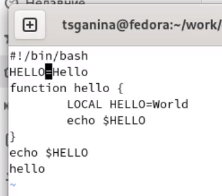 tsganina@fedora:~/work/
#!/bin/bash
HELLO=Hello
function hello {
        LOCAL HELLO=World
        echo $HELLO
}
echo $HELLO
hello
~